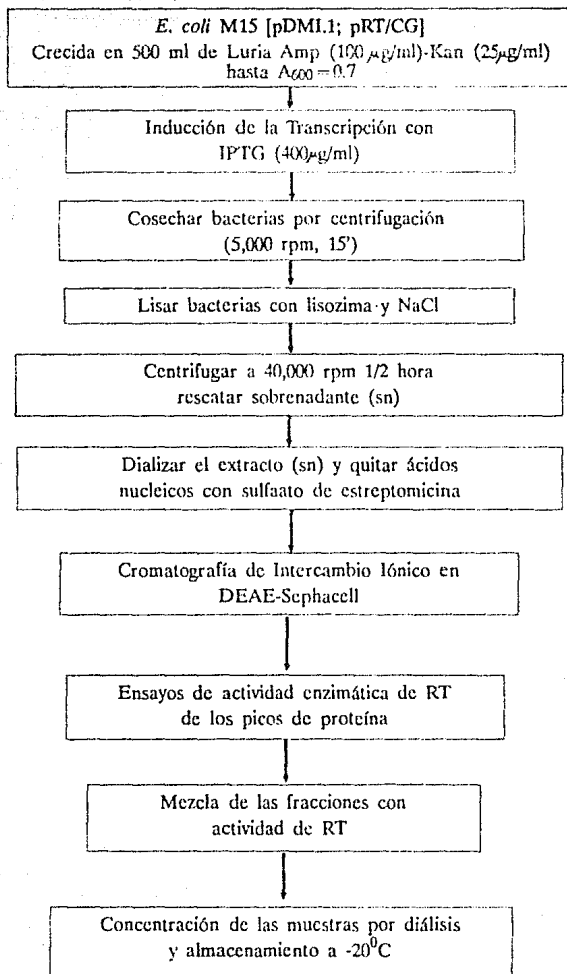 E. coli M15 [pDMI.1; pRT/CG]
Crecida en 500 ml de Luria Amp (100μg/ml)-Kan (25μg/ml)
hasta A600=0.7
Inducción de la Transcripción con
IPTG (400μg/ml)
Cosechar bacterias por centrifugación
(5,000 rpm, 15')
Lisar bacterias con lisozima y NaCl
Centrifugar a 40,000 rpm 1/2 hora
rescatar sobrenadante (sn)
Dializar el extracto (sn) y quitar ácidos
nucleicos con sulfaato de estreptomicina
Cromatografía de Intercambio Iónico en
DEAE-Sephacell
Ensayos de actividad enzimática de RT
de los picos de proteína
Mezcla de las fracciones con
actividad de RT
Concentración de las muestras por diálisis
y almacenamiento a -20⁰C